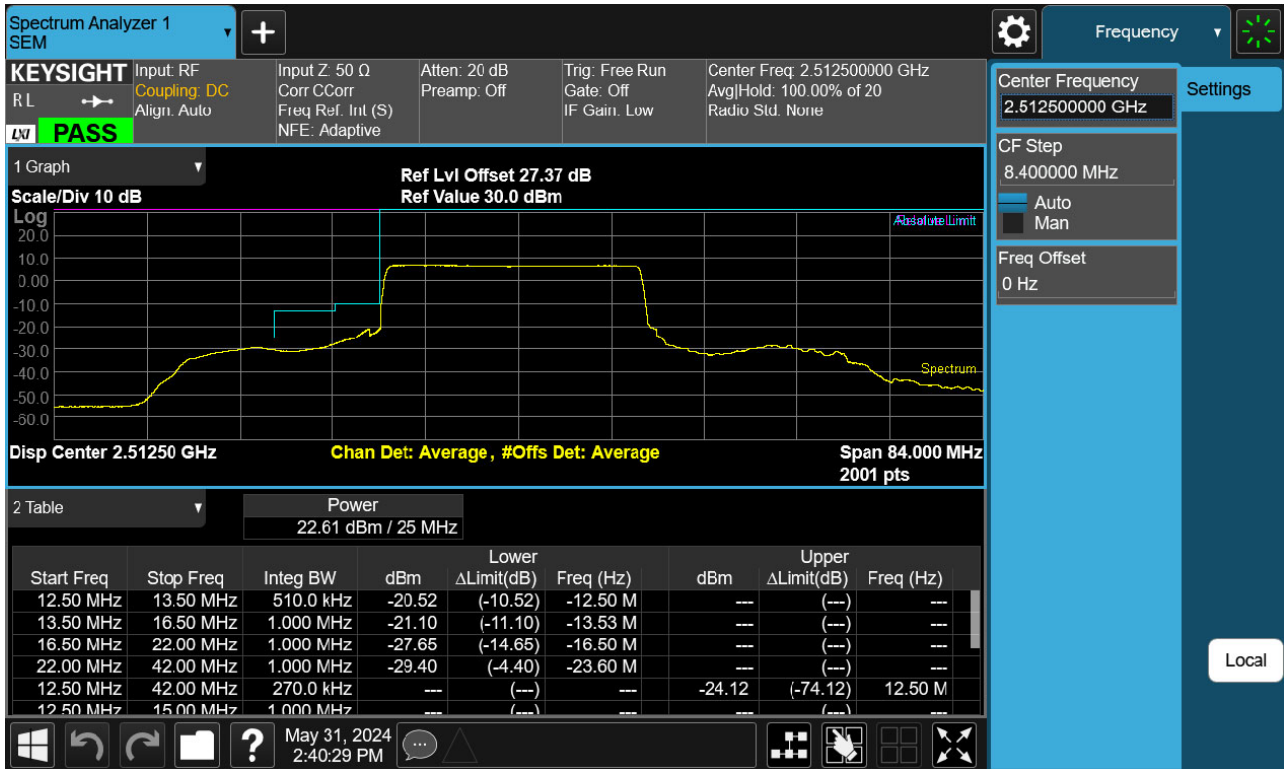 Spectrum Analyzer 1
SEM
+
Frequency
KEYSIGHT
R L
LXI
PASS
Input: RF
Coupling: DC
Align: Auto
Input Z: 50 Ω
Corr CCorr
Freq Ref: Int (S)
NFE: Adaptive
Atten: 20 dB
Preamp: Off
Trig: Free Run
Gate: Off
IF Gain: Low
Center Freq: 2.512500000 GHz
Avg|Hold: 100.00% of 20
Radio Std: None
Center Frequency
2.512500000 GHz
Settings
CF Step
8.400000 MHz
Auto
Man
Freq Offset
0 Hz
1 Graph
Scale/Div 10 dB
Ref Lvl Offset 27.37 dB
Ref Value 30.0 dBm
Log
Absolute Limit
20.0
10.0
0.00
-10.0
-20.0
-30.0
-40.0
-50.0
-60.0
Spectrum
Disp Center 2.51250 GHz
Chan Det: Average , #Offs Det: Average
Span 84.000 MHz
2001 pts
2 Table
Power
22.61 dBm / 25 MHz
Lower Upper
Start Freq Stop Freq Integ BW dBm ΔLimit(dB) Freq (Hz) dBm ΔLimit(dB) Freq (Hz)
12.50 MHz 13.50 MHz 510.0 kHz -20.52 (-10.52) -12.50 M --- (---) ---
13.50 MHz 16.50 MHz 1.000 MHz -21.10 (-11.10) -13.53 M --- (---) ---
16.50 MHz 22.00 MHz 1.000 MHz -27.65 (-14.65) -16.50 M --- (---) ---
22.00 MHz 42.00 MHz 1.000 MHz -29.40 (-4.40) -23.60 M --- (---) ---
12.50 MHz 42.00 MHz 270.0 kHz --- (---) --- -24.12 (-74.12) 12.50 M
12.50 MHz 15.00 MHz 1.000 MHz --- (---) --- --- (---) ---
Local
?
May 31, 2024
2:40:29 PM